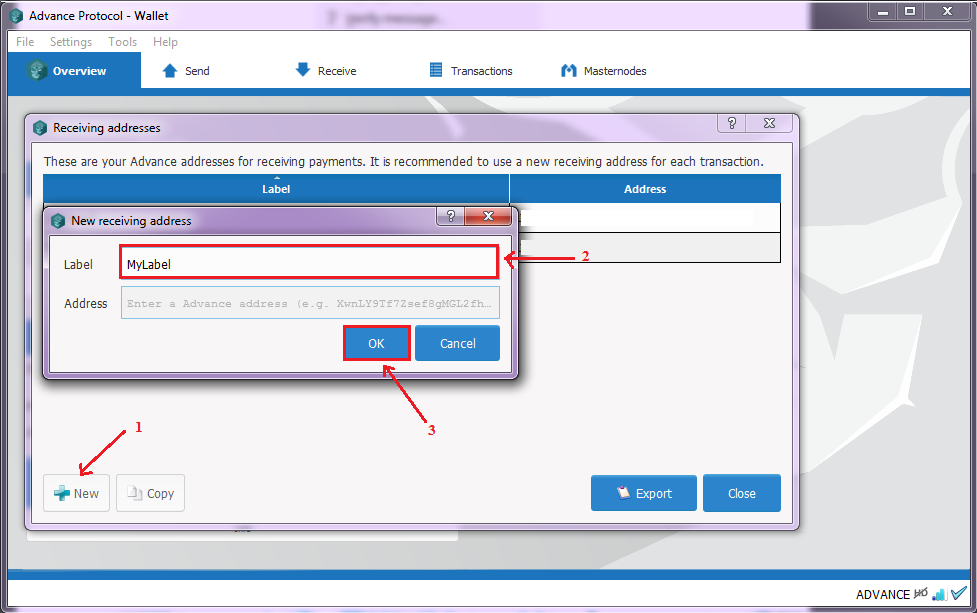 Advance Protocol - Wallet
File Settings Tools Help
Overview Send Receive Transactions Masternodes
Receiving addresses ?
These are your Advance addresses for receiving payments. It is recommended to use a new receiving address for each transaction.
Label Address
New receiving address ?
Label MyLabel
2
Address Enter a Advance address (e.g. XwnLY9Tf7Zsef8gMGL2fh…
OK Cancel
3
1
New Copy Export Close
ADVANCE HD